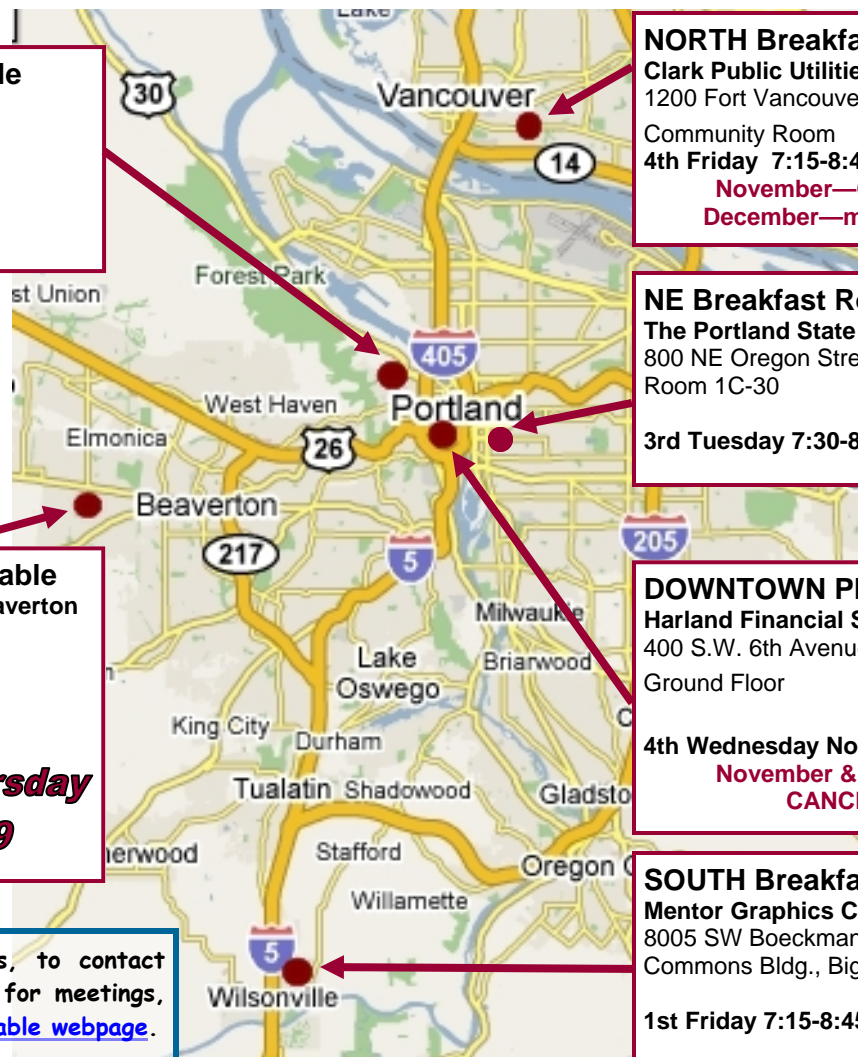 Lake
30
Vancouver
14
Forest Park
st Union
405
West Haven
Portland
Elmonica
26
Beaverton
217
5
205
Milwaukie
Lake
Oswego
Briarwood
King City
Durham
Tualatin
Shadowood
Gladsto
erwood
Stafford
Oregon
Willamette
5
Wilsonville
le
able
averton
rsday
9
s, to contact
for meetings,
able webpage.
NORTH Breakfa
Clark Public Utilitie
1200 Fort Vancouve
Community Room
4th Friday 7:15-8:4
November—
December—m
NE Breakfast R
The Portland State
800 NE Oregon Stre
Room 1C-30
3rd Tuesday 7:30-8
DOWNTOWN P
Harland Financial S
400 S.W. 6th Avenu
Ground Floor
4th Wednesday No
November &
CANC
SOUTH Breakfa
Mentor Graphics C
8005 SW Boeckman
Commons Bldg., Big
1st Friday 7:15-8:45